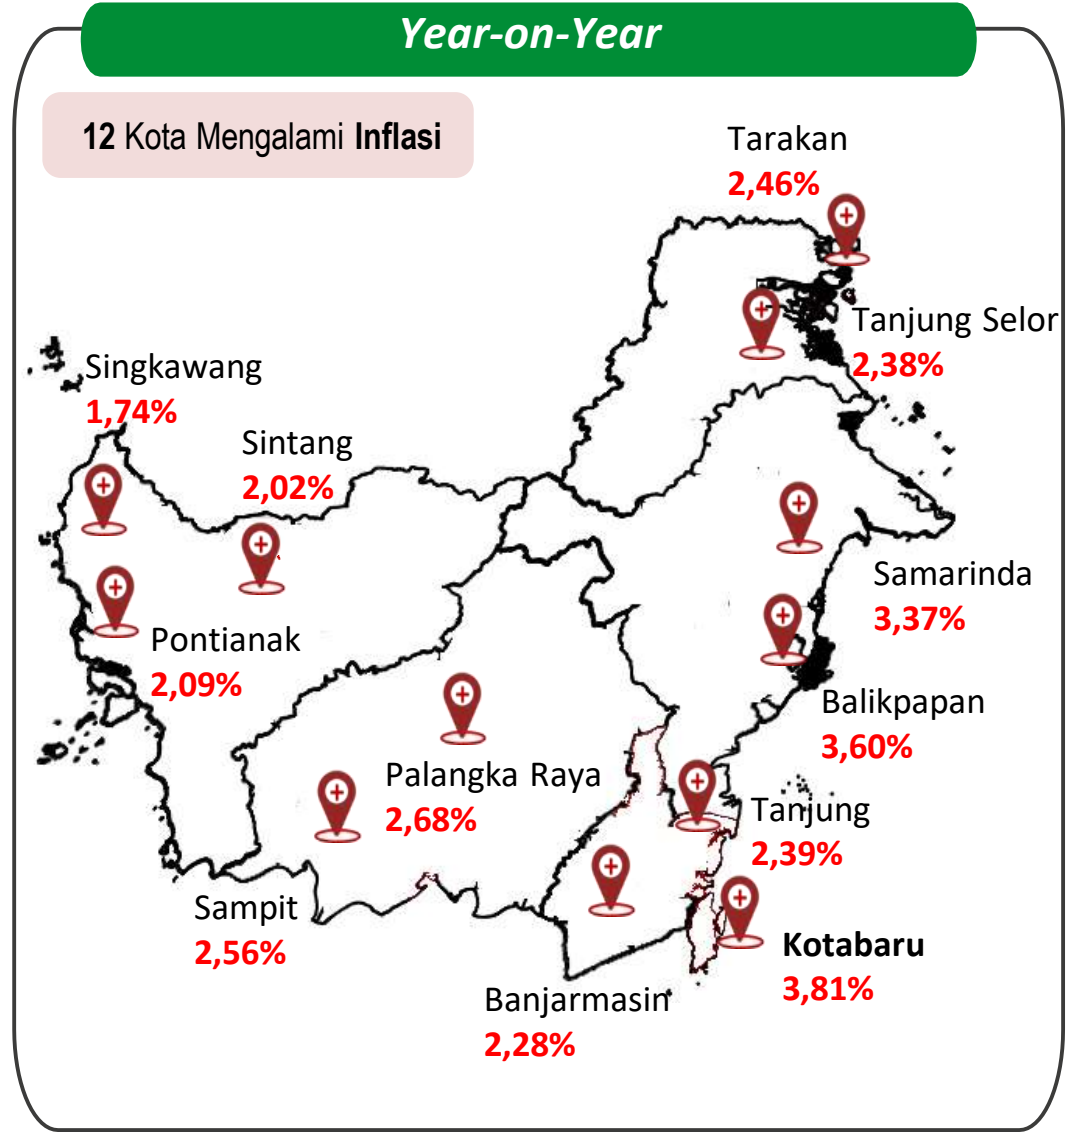 Year-on-Year
12 Kota Mengalami Inflasi
Tarakan
2,46%
Tanjung Selor
2,38%
Singkawang
1,74%
Sintang
2,02%
Samarinda
3,37%
Pontianak
2,09%
Balikpapan
3,60%
Palangka Raya
2,68%
Tanjung
2,39%
Sampit
2,56%
Kotabaru
3,81%
Banjarmasin
2,28%